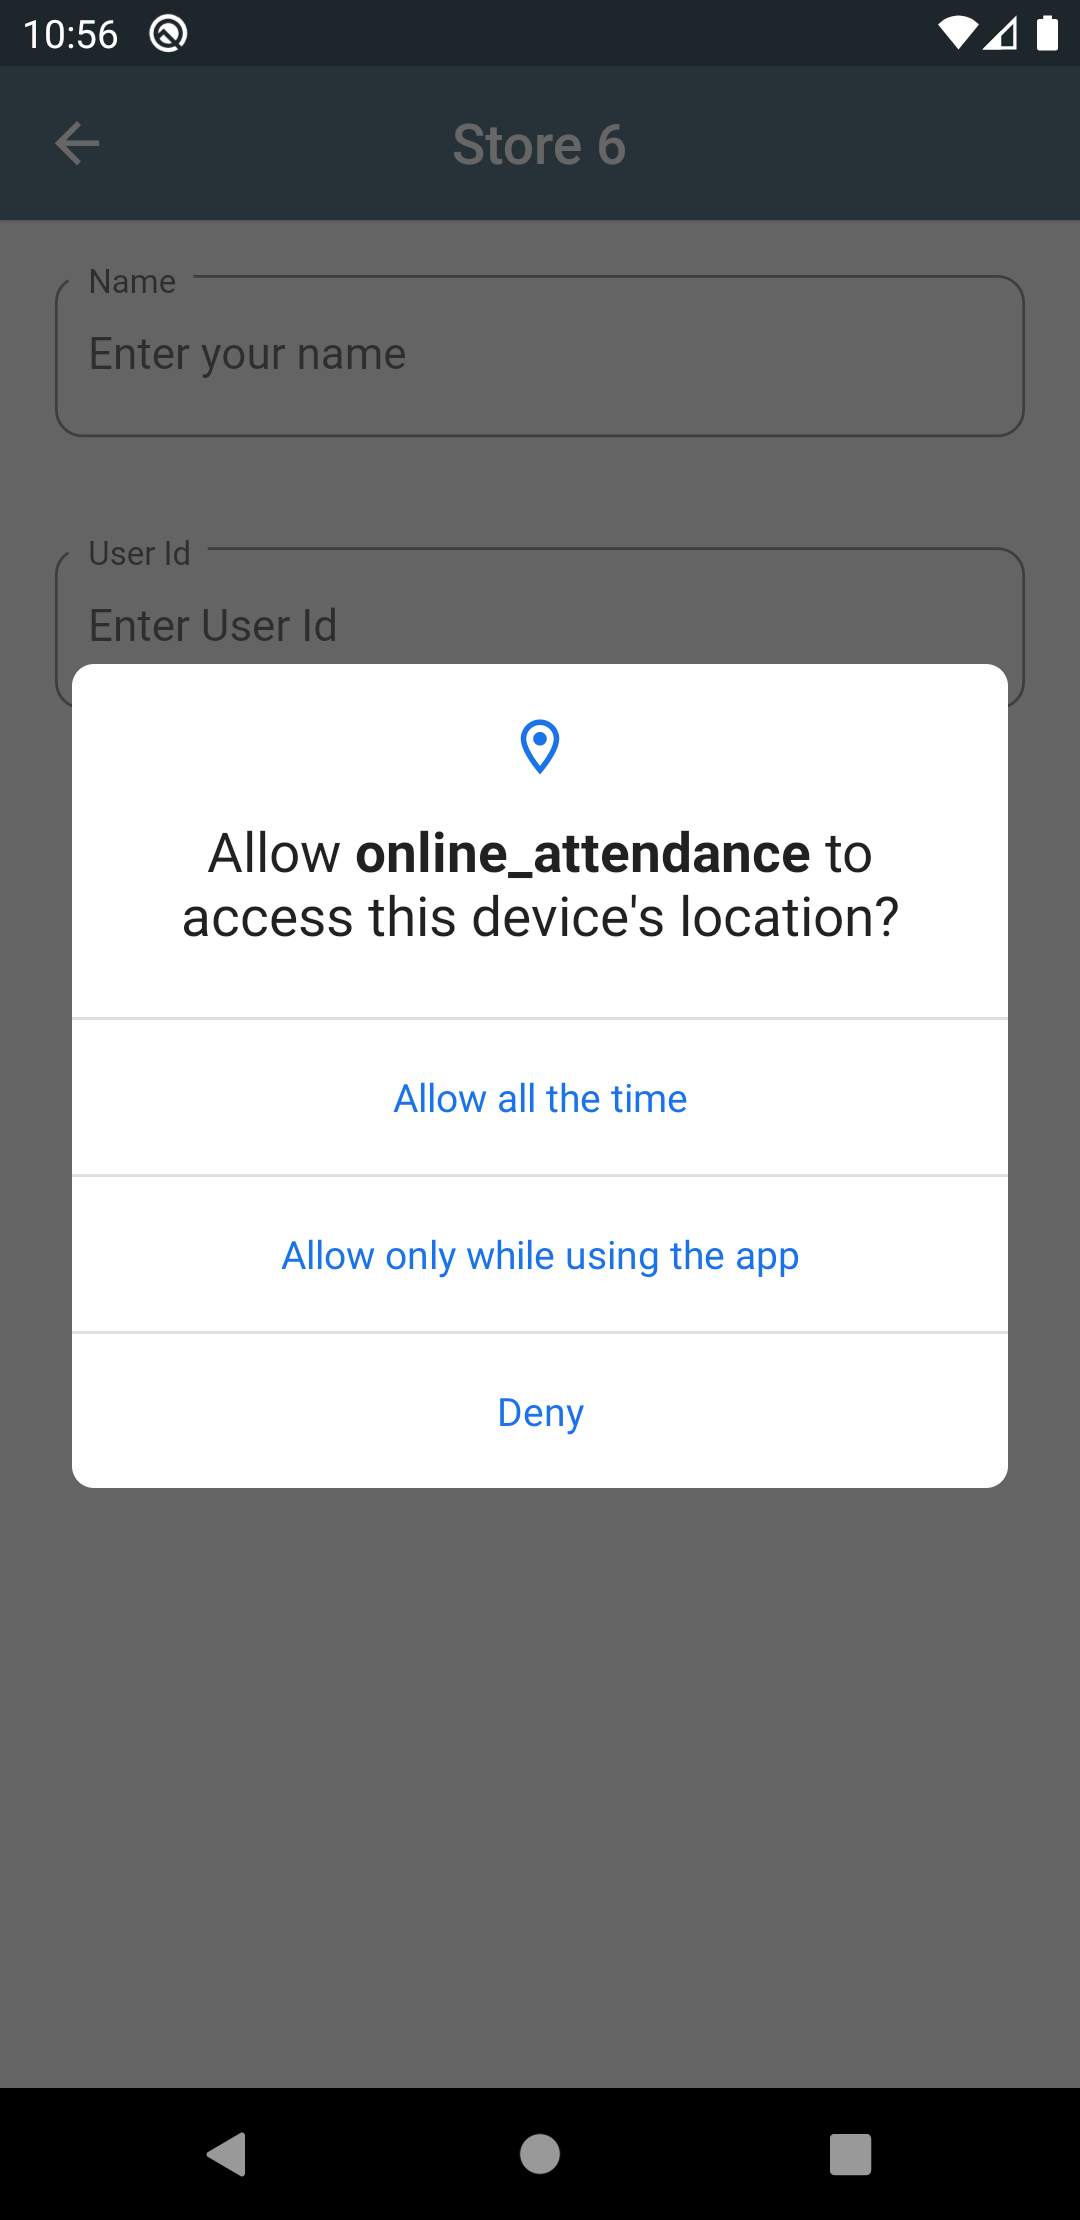 10:56
Store 6
Name
Enter your name
User Id
Enter User Id
Allow online_attendance to
access this device's location?
Allow all the time
Allow only while using the app
Deny